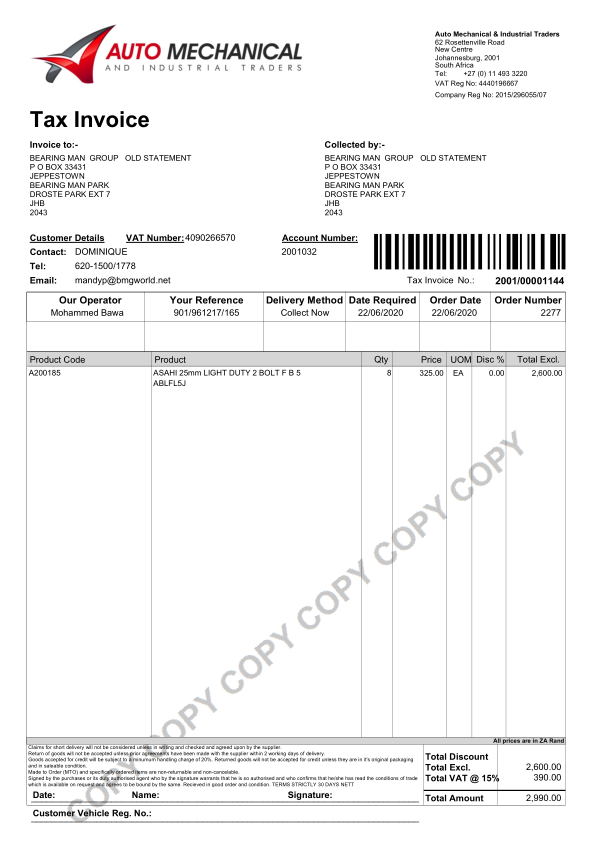 AUTO MECHANICAL
AND INDUSTRIAL TRADERS
Auto Mechanical & Industrial Traders
62 Rosettenville Road
New Centre
Johannesburg, 2001
South Africa
Tel: +27 (0) 11 493 3220
VAT Reg No: 4440196667
Company Reg No: 2015/296055/07
Tax Invoice
Invoice to:- Collected by:-
BEARING MAN GROUP OLD STATEMENT BEARING MAN GROUP OLD STATEMENT
P O BOX 33431 P O BOX 33431
JEPPESTOWN JEPPESTOWN
BEARING MAN PARK BEARING MAN PARK
DROSTE PARK EXT 7 DROSTE PARK EXT 7
JHB JHB
2043 2043
Customer Details VAT Number: 4090266570 Account Number:
Contact: DOMINIQUE 2001032
Tel: 620-1500/1778
Email: mandyp@bmgworld.net Tax Invoice No.: 2001/00001144
Our Operator Your Reference Delivery Method Date Required Order Date Order Number
Mohammed Bawa 901/961217/165 Collect Now 22/06/2020 22/06/2020 2277
Product Code Product Qty Price UOM Disc % Total Excl.
A200185 ASAHI 25mm LIGHT DUTY 2 BOLT F B 5 8 325.00 EA 0.00 2,600.00
ABLFL5J
COPY COPY COPY COPY COPY
All prices are in ZA Rand
Claims for short delivery will not be considered unless in writing and checked and agreed upon by the supplier.
Return of goods will not be accepted unless prior agreements have been made with the supplier within 2 working days of delivery.
Goods accepted for credit will be subject to a minimum handling charge of 20%. Returned goods will not be accepted for credit unless they are in it's original packaging
and in saleable condition.
Made to Order (MTO) and specifically ordered items are non-returnable and non-cancelable.
Signed by the purchases or its duly authorised agent who by the signature warrants that he/she is so authorised and who confirms that he/she has read the conditions of trade
which is available on request and agrees to be bound by the same. Recieved in good order and condition. TERMS STRICTLY 30 DAYS NETT
Total Discount
Total Excl. 2,600.00
Total VAT @ 15% 390.00
Date: Name: Signature:
Total Amount 2,990.00
Customer Vehicle Reg. No.: